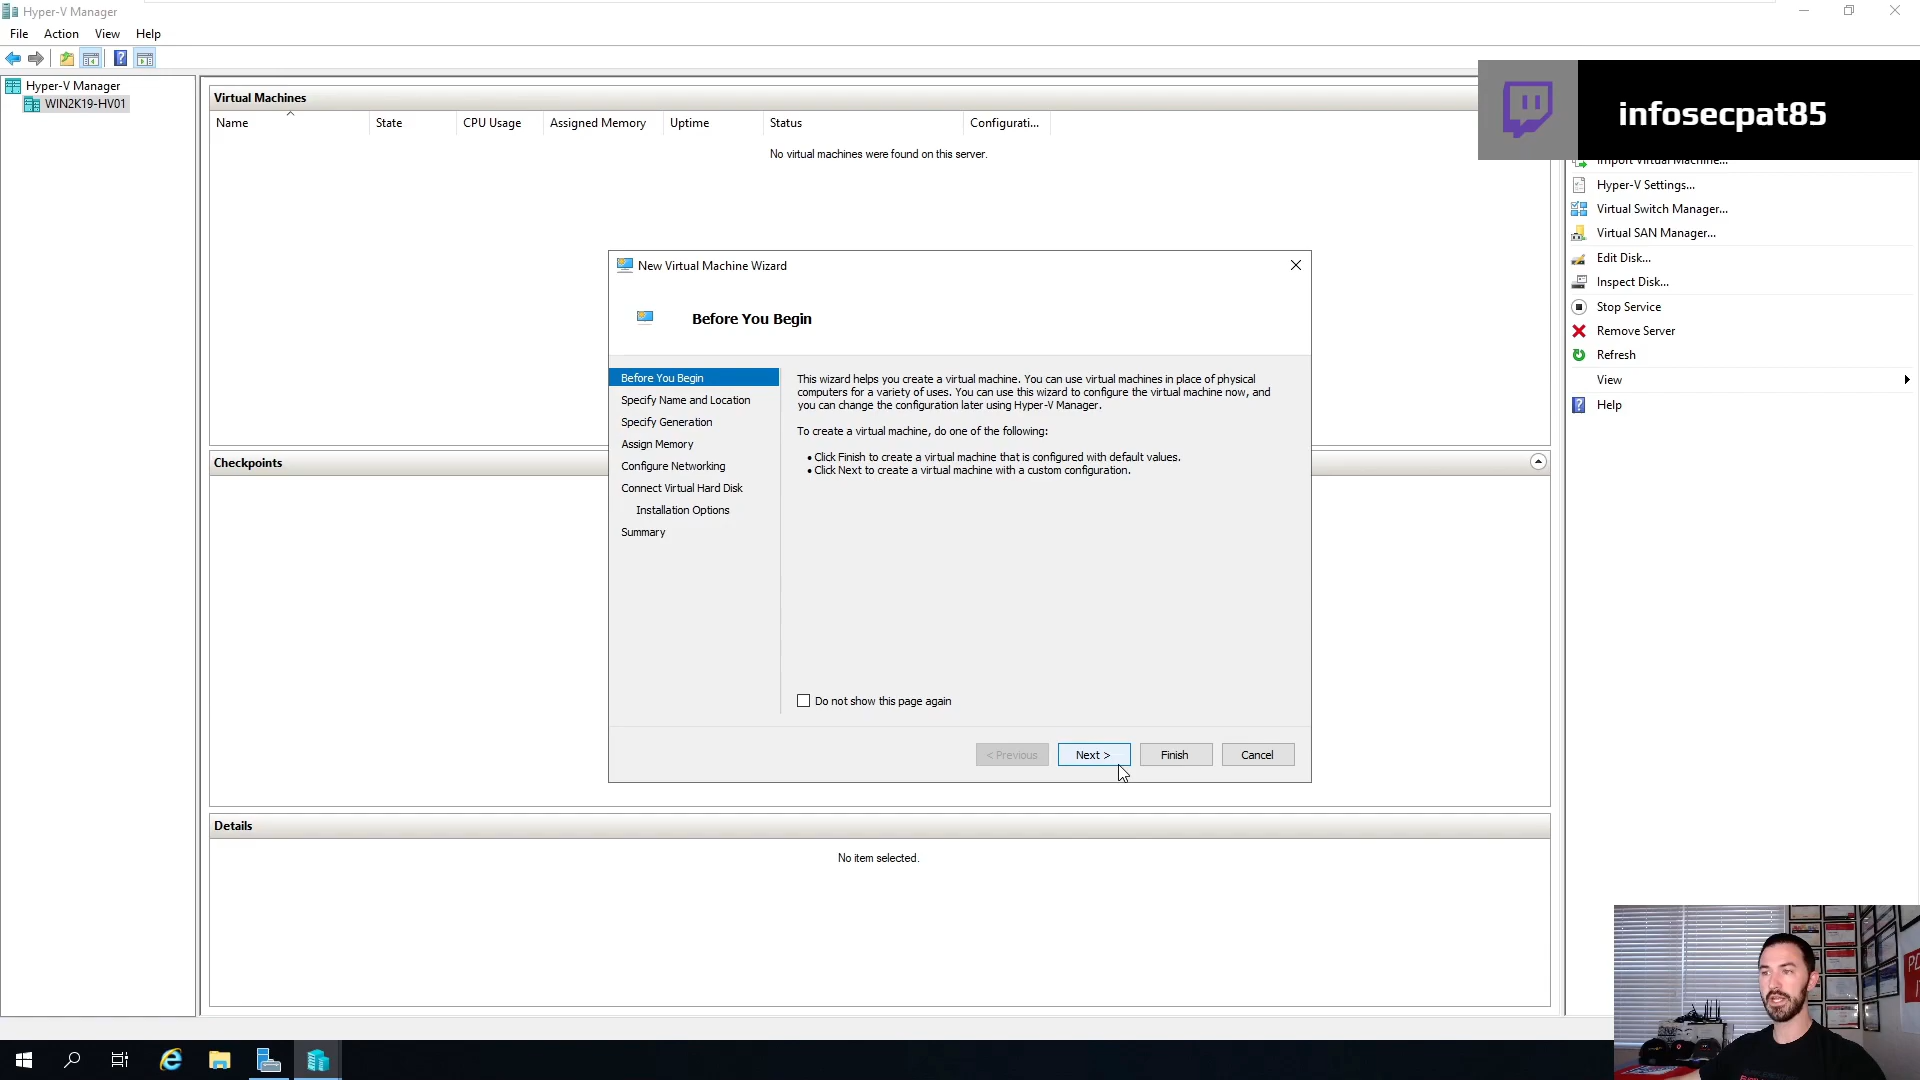 Hyper-V Manager
File Action View Help
Hyper-V Manager
WIN2K19-HV01
Virtual Machines
Name State CPU Usage Assigned Memory Uptime Status Configurati...
No virtual machines were found on this server.
infosecpat85
Import Virtual Machine...
Hyper-V Settings...
Virtual Switch Manager...
Virtual SAN Manager...
Edit Disk...
Inspect Disk...
Stop Service
Remove Server
Refresh
View
Help
New Virtual Machine Wizard
Before You Begin
Before You Begin
Specify Name and Location
Specify Generation
Assign Memory
Configure Networking
Connect Virtual Hard Disk
Installation Options
Summary
This wizard helps you create a virtual machine. You can use virtual machines in place of physical
computers for a variety of uses. You can use this wizard to configure the virtual machine now, and
you can change the configuration later using Hyper-V Manager.
To create a virtual machine, do one of the following:
• Click Finish to create a virtual machine that is configured with default values.
• Click Next to create a virtual machine with a custom configuration.
Do not show this page again
< Previous Next > Finish Cancel
Checkpoints
Details
No item selected.